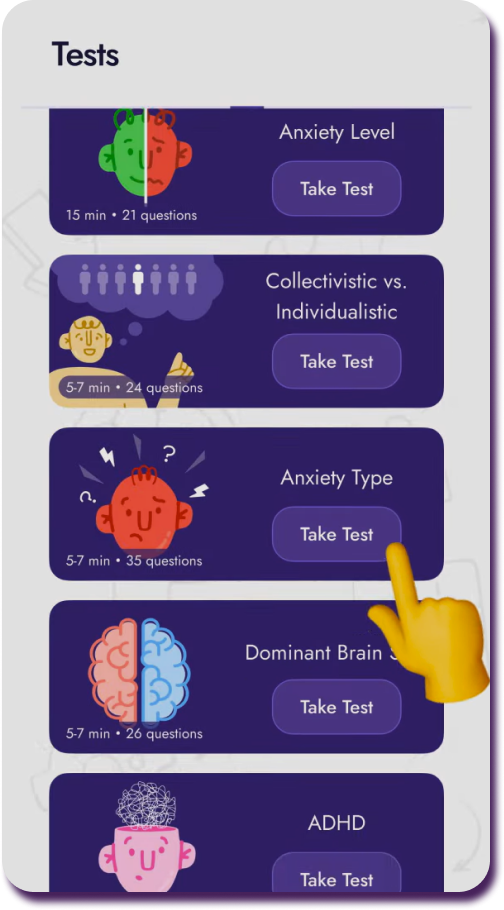 Tests
Anxiety Level
Take Test
15 min • 21 questions
Collectivistic vs.
Individualistic
Take Test
5-7 min • 24 questions
?
?
Anxiety Type
Take Test
5-7 min • 35 questions
Dominant Brain
Take Test
5-7 min • 26 questions
ADHD
Take Test